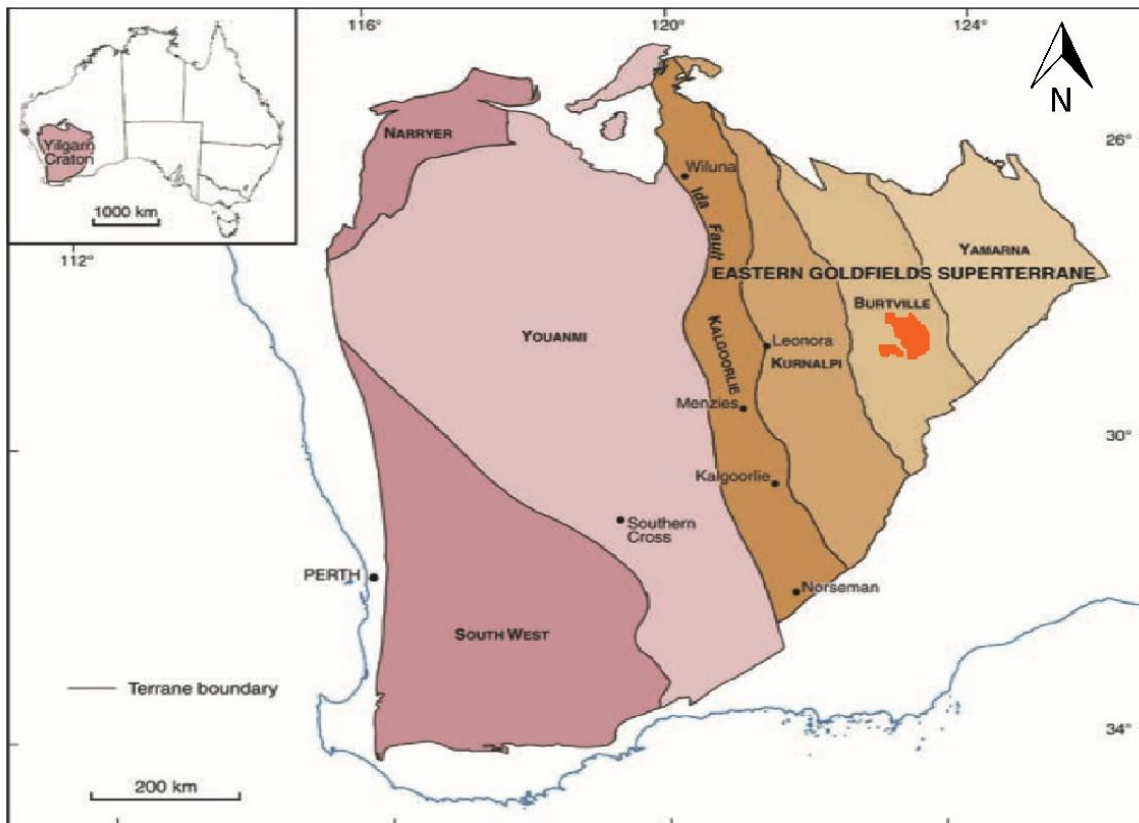 116°
120°
124°
N
Yilgarn
Craton
1000 km
112°
26°
NARRYER
Wiluna
Ida Fault
YAMARNA
EASTERN GOLDFIELDS SUPERTERRANE
BURTVILLE
YOUANMI
KALGOORLIE
Leonora
KURNALPI
Menzies
30°
Kalgoorlie
Southern
Cross
PERTH
Norseman
SOUTH WEST
Terrane boundary
34°
200 km